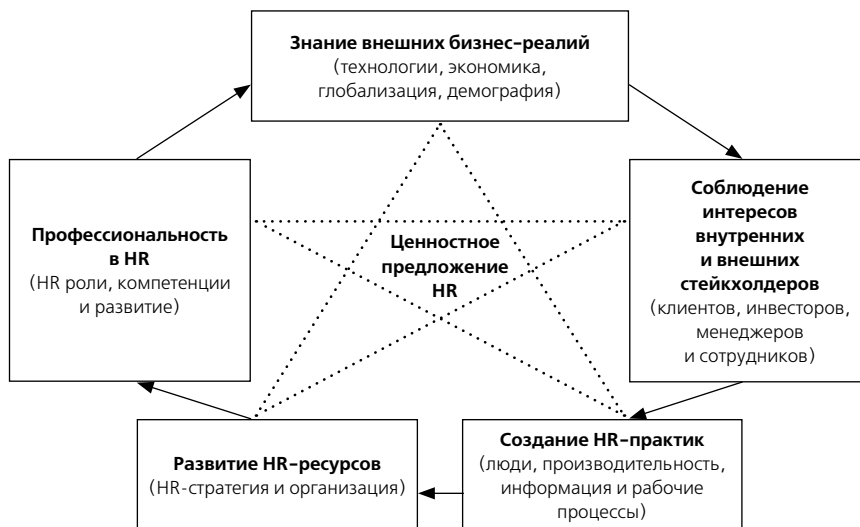 Знание внешних бизнес-реалий
(технологии, экономика,
глобализация, демография)
Соблюдение
интересов
внутренних
и внешних
стейкхолдеров
(клиентов, инвесторов,
менеджеров
и сотрудников)
Профессиональность
в HR
(HR роли, компетенции
и развитие)
Ценностное
предложение
HR
Создание HR-практик
(люди, производительность,
информация и рабочие
процессы)
Развитие HR-ресурсов
(HR-стратегия и организация)